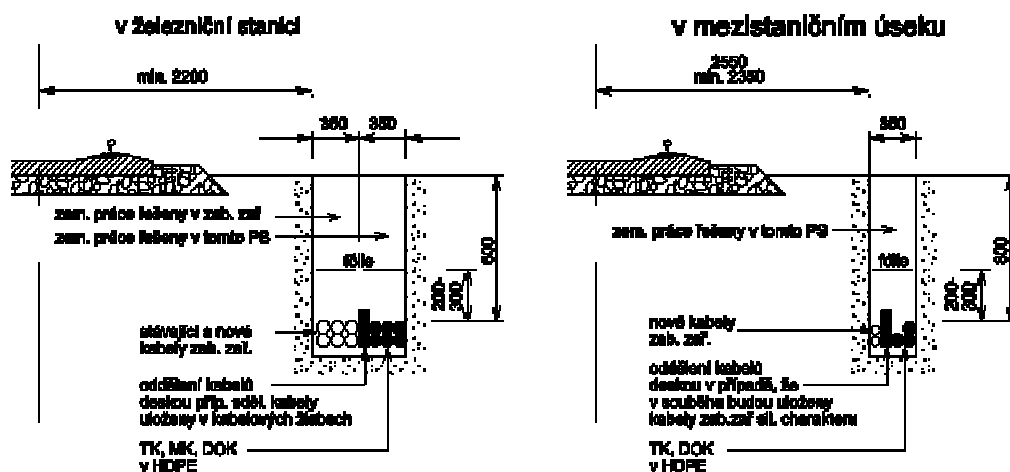 v železniční stanici
min. 2200
350
350
zem. práce řešeny v zab. zař
zem. práce řešeny v tomto PS
fólie
200-
300
stávající a nové
kabely zab. zař.
oddělení kabelů
deskou příp. sděl. kabely
uloženy v kabelových žlabech
TK, MK, DOK
v HDPE
v mezistaničním úseku
2550
min. 2350
350
zem. práce řešeny v tomto PS
fólie
800
nové kabely
zab. zař.
oddělení kabelů
deskou v případě, že
v souběhu budou uloženy
kabely zab.zař sil. charakteru
TK, DOK
v HDPE